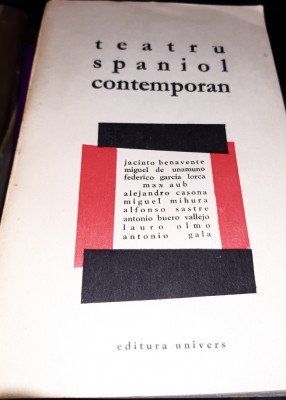 teatru
spaniol
contemporan
jacinto benavente
miguel de unamuno
federico garcía lorca
max aub
alejandro casona
miguel mihura
alfonso sastre
antonio buero vallejo
lauro olmo
antonio gala
editura univers